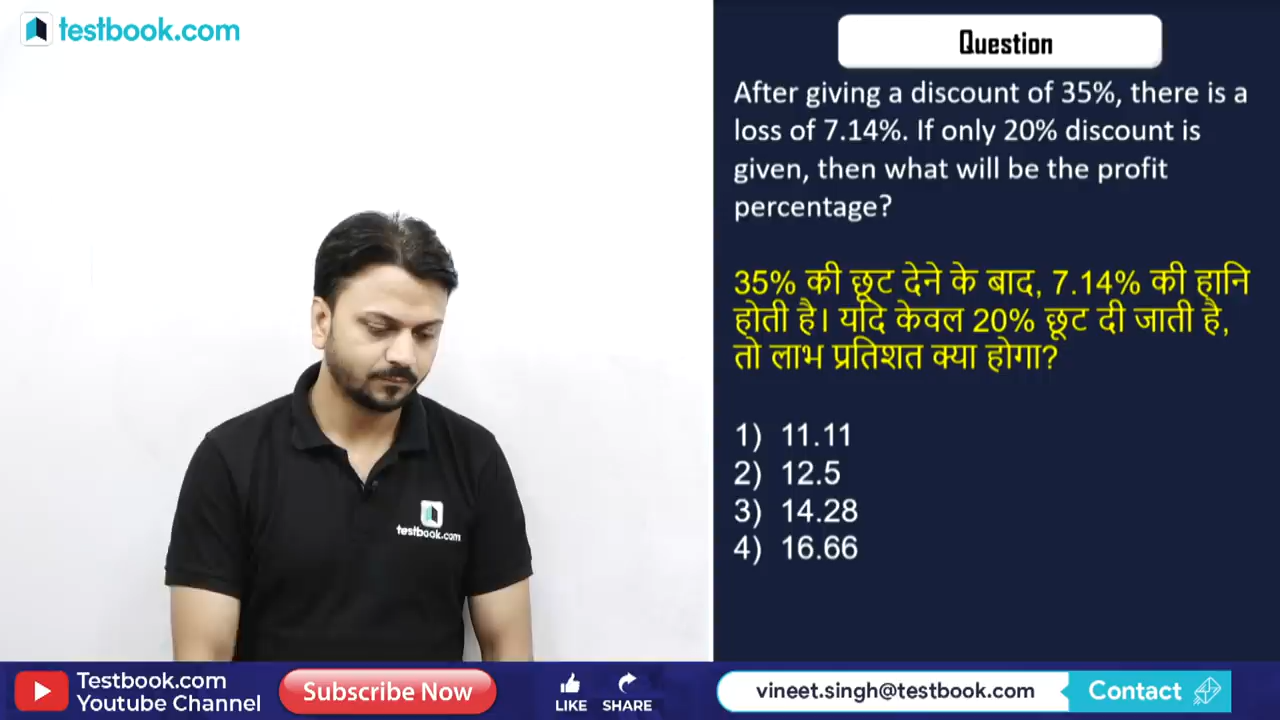 testbook.com
Question
After giving a discount of 35%, there is a
loss of 7.14%. If only 20% discount is
given, then what will be the profit
percentage?
35% की छूट देने के बाद, 7.14% की हानि
होती है। यदि केवल 20% छूट दी जाती है,
तो लाभ प्रतिशत क्या होगा?
1) 11.11
2) 12.5
3) 14.28
4) 16.66
testbook.com
Testbook.com
Youtube Channel
Subscribe Now
LIKE
SHARE
vineet.singh@testbook.com
Contact